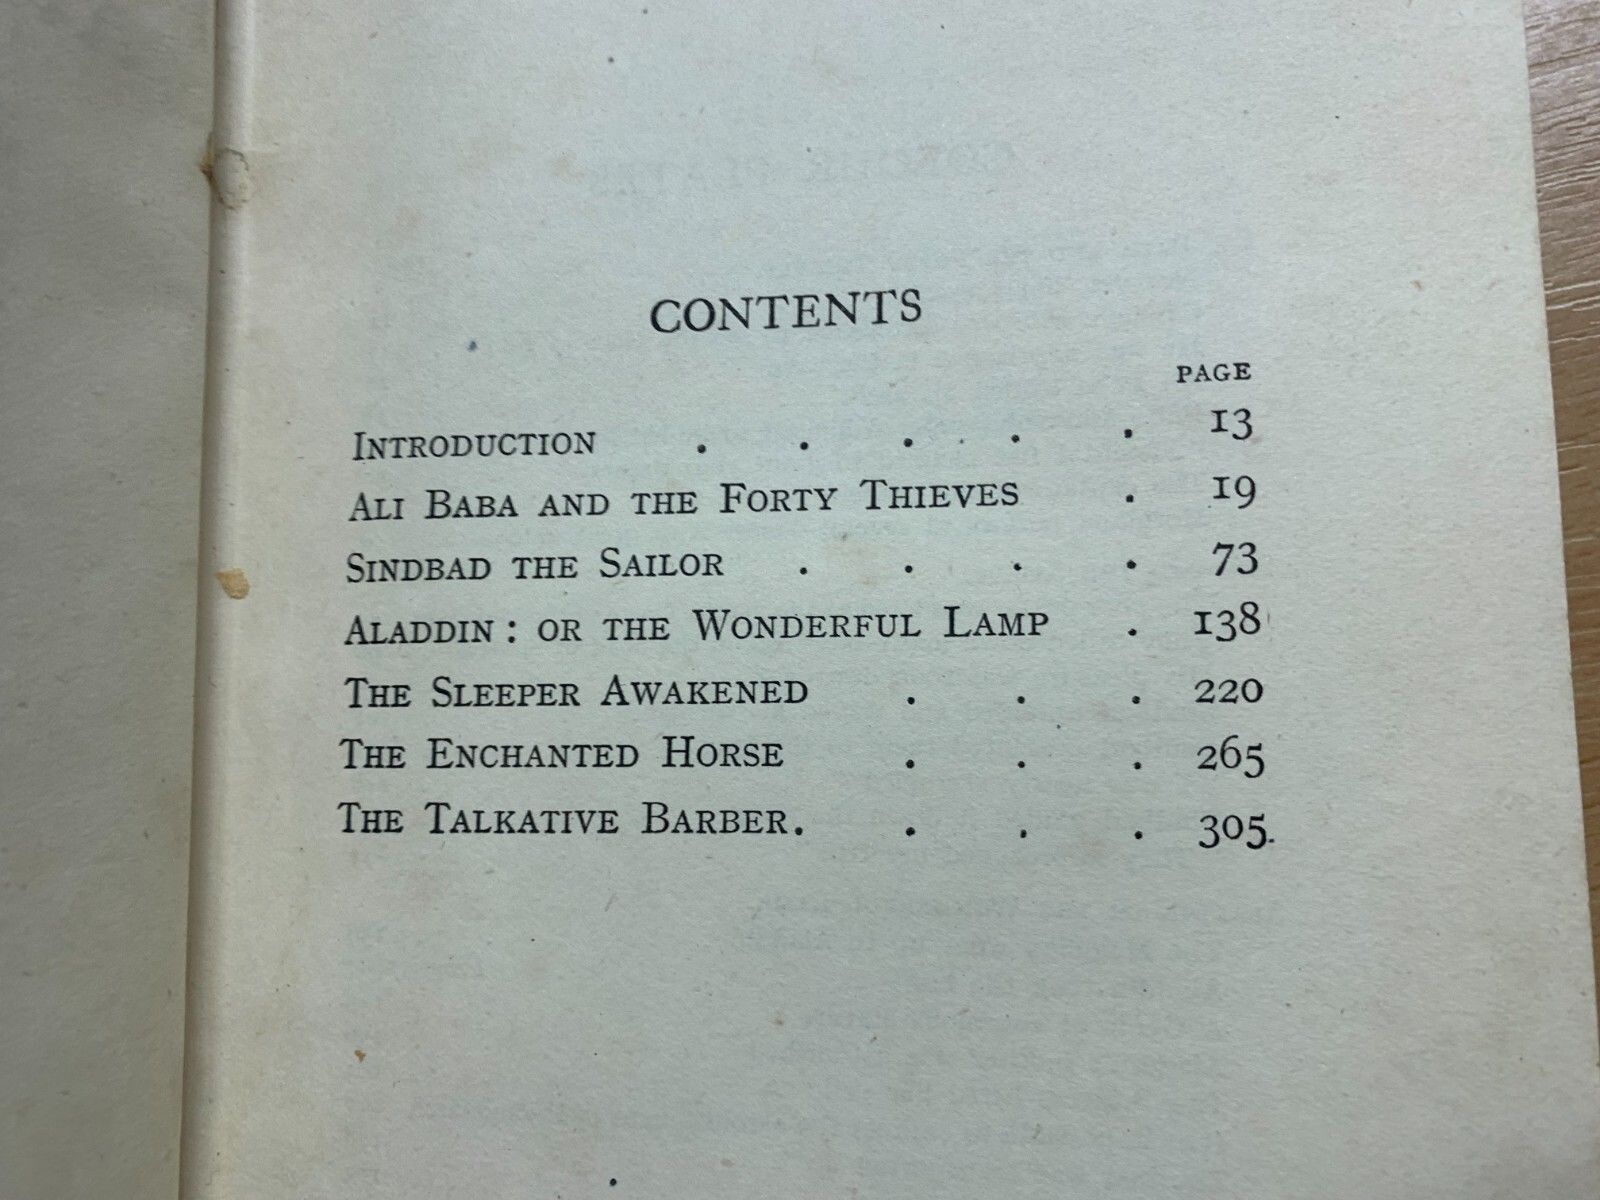 CONTENTS
PAGE
INTRODUCTION . . . . . 13
ALI BABA AND THE FORTY THIEVES . 19
SINDBAD THE SAILOR . . . . 73
ALADDIN : OR THE WONDERFUL LAMP . 138
THE SLEEPER AWAKENED . . . 220
THE ENCHANTED HORSE . . . 265
THE TALKATIVE BARBER. . . . 305.